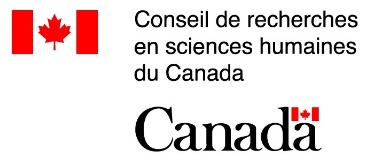 Conseil de recherches
en sciences humaines
du Canada
Canada